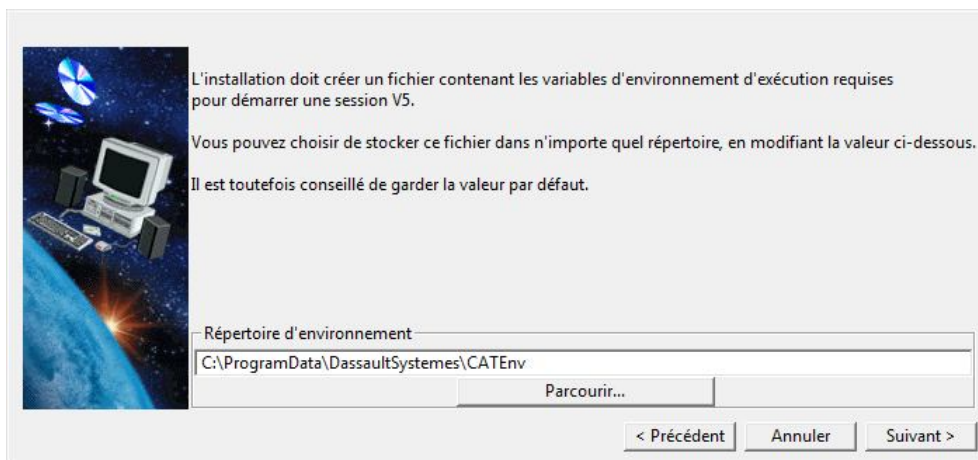 L'installation doit créer un fichier contenant les variables d'environnement d'exécution requises
pour démarrer une session V5.
Vous pouvez choisir de stocker ce fichier dans n'importe quel répertoire, en modifiant la valeur ci-dessous.
Il est toutefois conseillé de garder la valeur par défaut.
Répertoire d'environnement
C:\ProgramData\DassaultSystemes\CATEnv
Parcourir...
< Précédent Annuler Suivant >